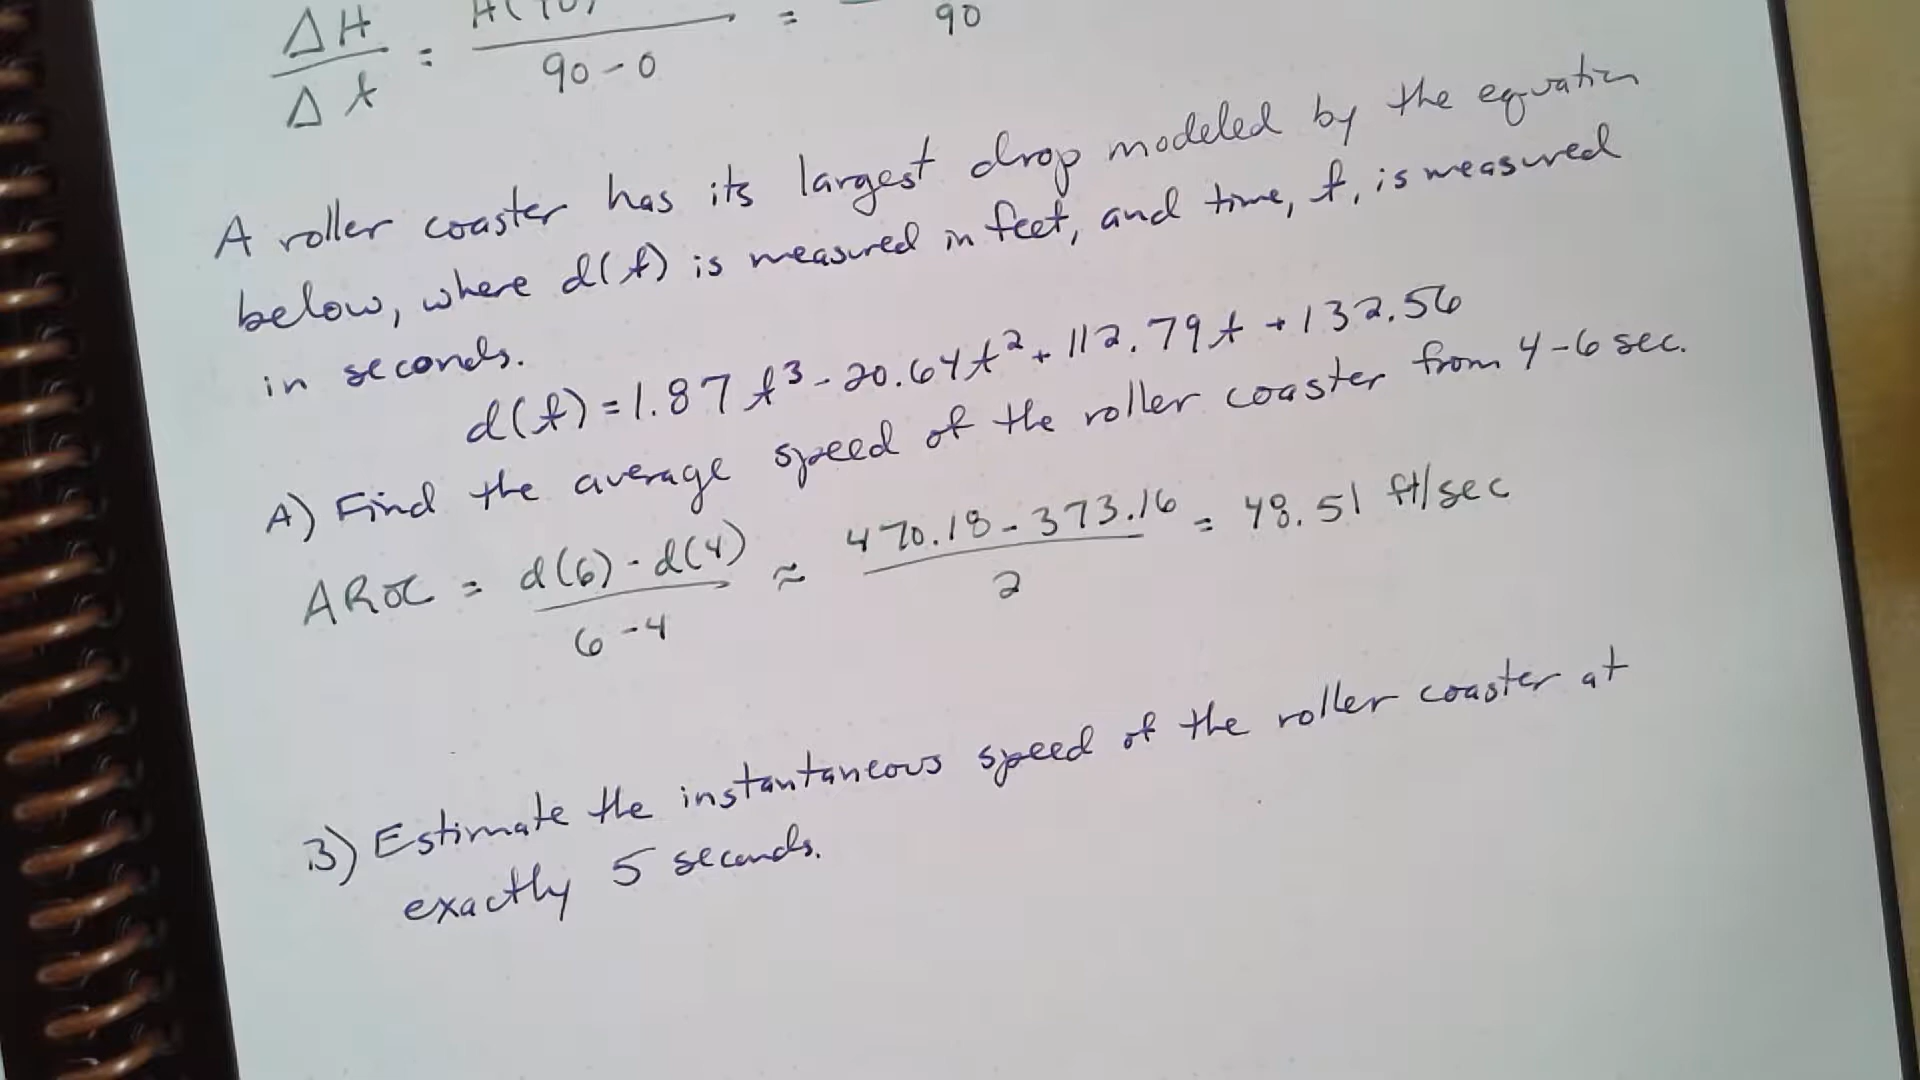 ΔH/Δt = /90-0 = /90
A roller coaster has its largest drop modeled by the equation
below, where d(t) is measured in feet, and time, t, is measured
in seconds.
d(t) = 1.87t³ - 20.64t² + 112.79t + 132.56
A) Find the average speed of the roller coaster from 4-6 sec.
AROC = d(6) - d(4)/6-4 ≈ 470.18 - 373.16/2 = 48.51 ft/sec
B) Estimate the instantaneous speed of the roller coaster at
exactly 5 seconds.